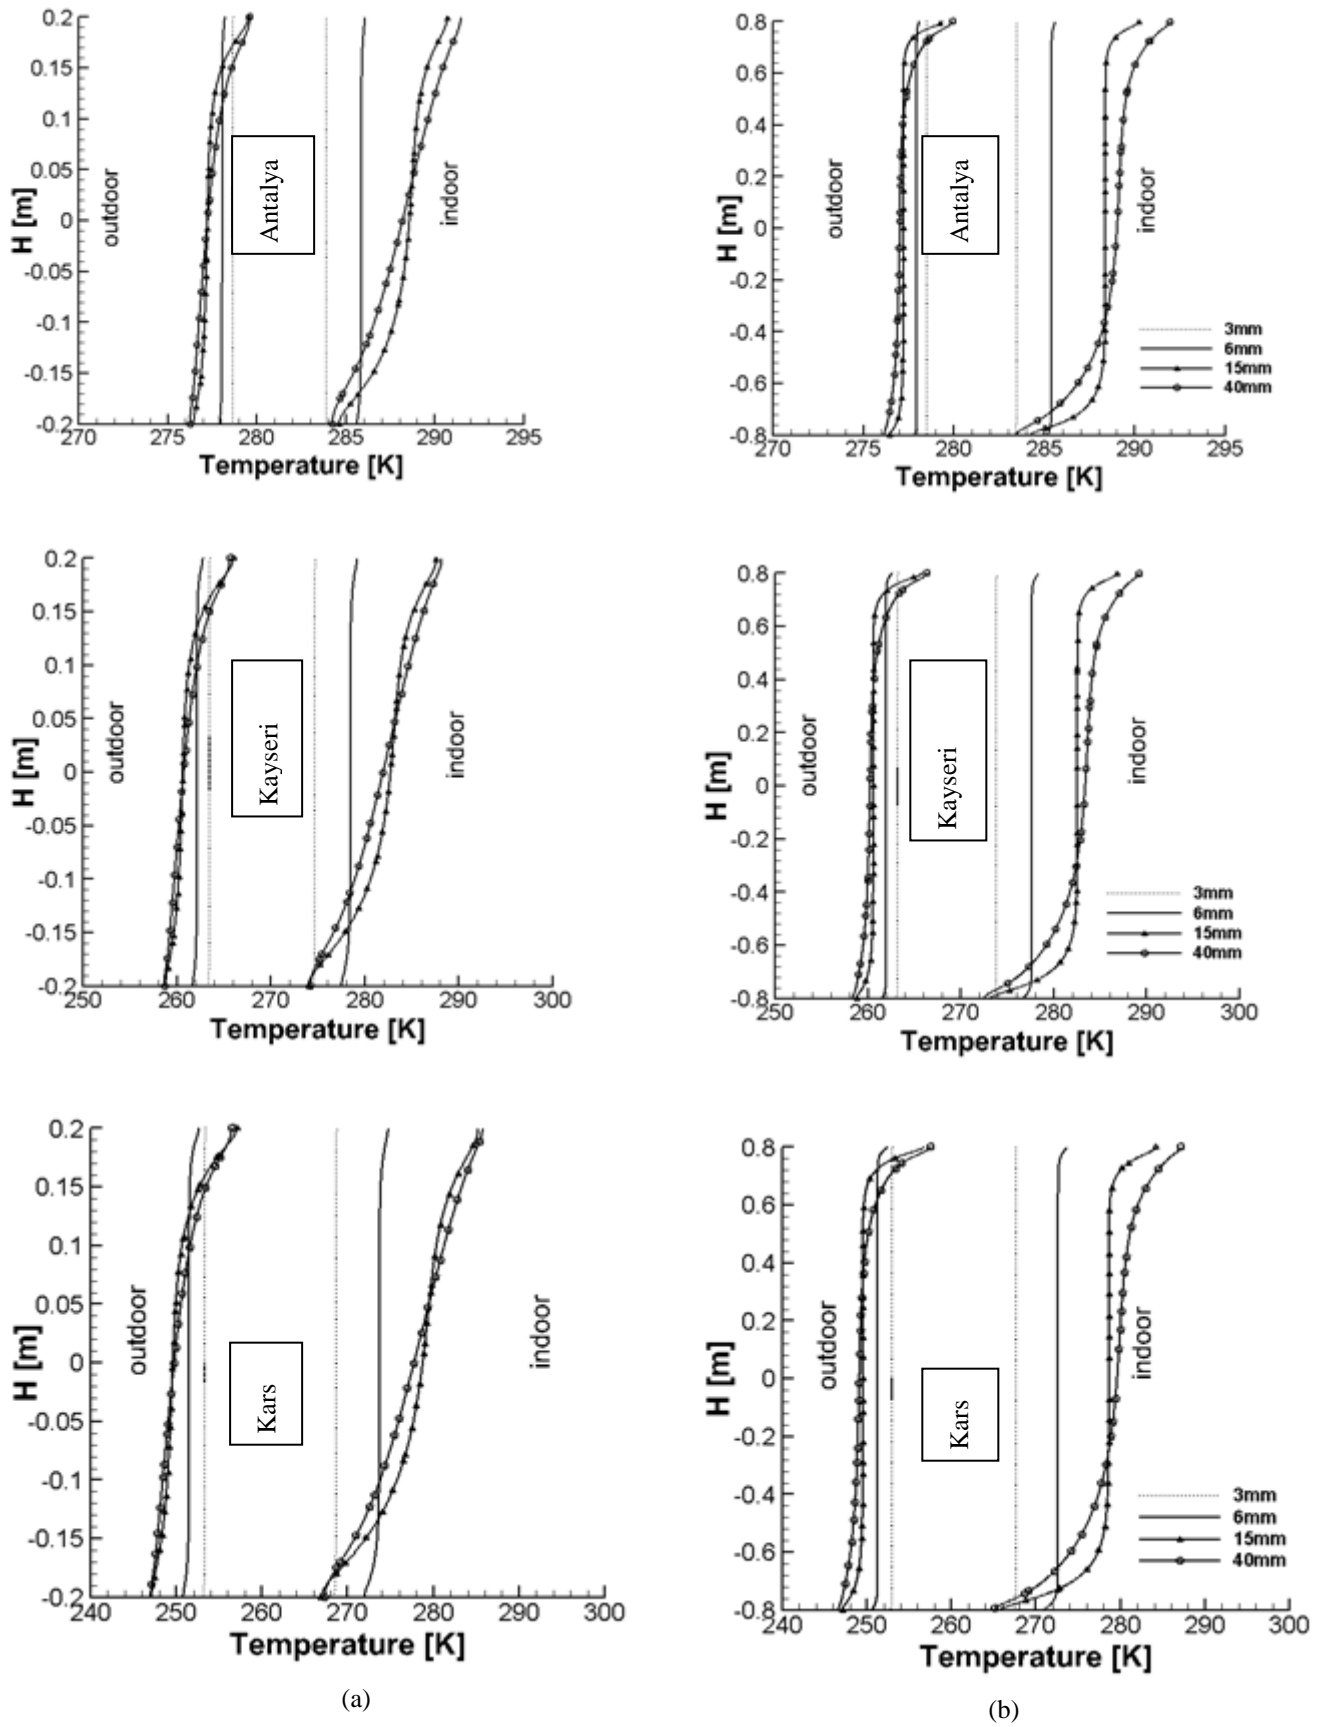 0.2
0.15
0.1
0.05
0
-0.05
-0.1
-0.15
-0.2
H [m]
outdoor
Antalya
indoor
270 275 280 285 290 295
Temperature [K]
0.8
0.6
0.4
0.2
0
-0.2
-0.4
-0.6
-0.8
H [m]
outdoor
Antalya
indoor
3mm
6mm
15mm
40mm
270 275 280 285 290 295
Temperature [K]
0.2
0.15
0.1
0.05
0
-0.05
-0.1
-0.15
-0.2
H [m]
outdoor
Kayseri
indoor
250 260 270 280 290 300
Temperature [K]
0.8
0.6
0.4
0.2
0
-0.2
-0.4
-0.6
-0.8
H [m]
outdoor
Kayseri
indoor
3mm
6mm
15mm
40mm
250 260 270 280 290 300
Temperature [K]
0.2
0.15
0.1
0.05
0
-0.05
-0.1
-0.15
-0.2
H [m]
outdoor
Kars
indoor
240 250 260 270 280 290 300
Temperature [K]
0.8
0.6
0.4
0.2
0
-0.2
-0.4
-0.6
-0.8
H [m]
outdoor
Kars
indoor
3mm
6mm
15mm
40mm
240 250 260 270 280 290 300
Temperature [K]
(a)
(b)